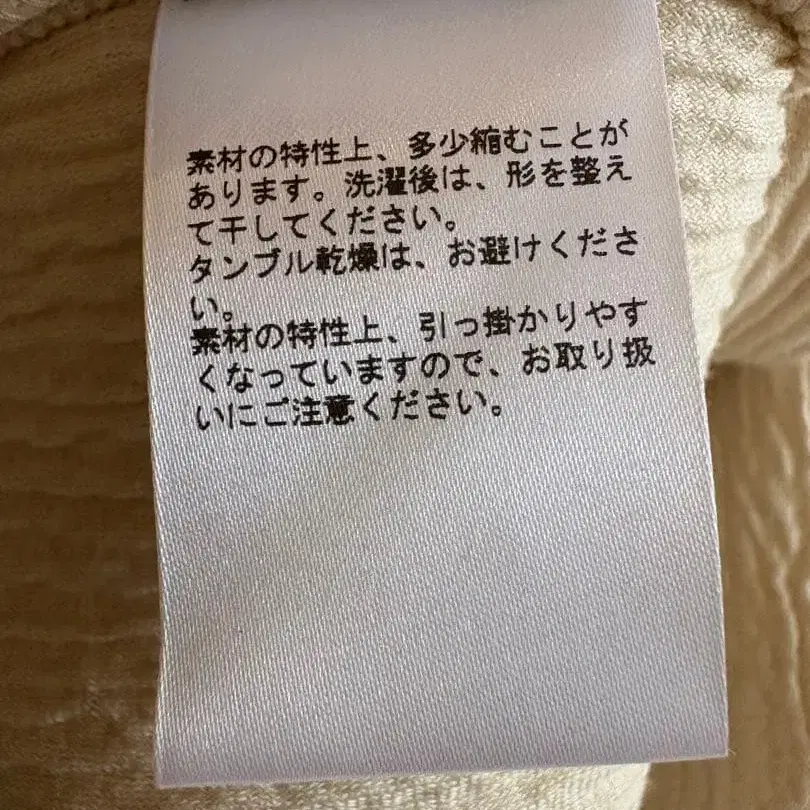 素材の特性上、多少縮むことが
あります。洗濯後は、形を整え
て干してください。
タンブル乾燥は、お避けくださ
い。
素材の特性上、引っ掛かりやす
くなっていますので、お取り扱
いにご注意ください。